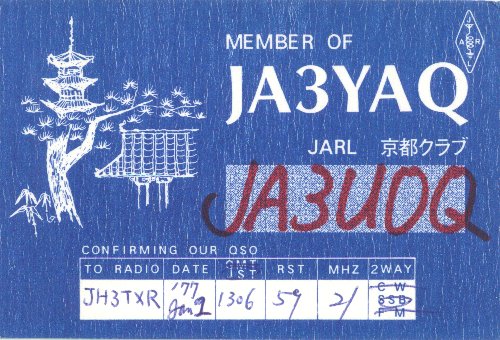 MEMBER OF
JA3YAQ
JARL 京都クラブ
JA3UOQ
CONFIRMING OUR QSO
TO RADIO DATE GMT JST RST MHZ 2WAY
JH3TXR '77 Jan 2 1306 59 21 CW SSB FM